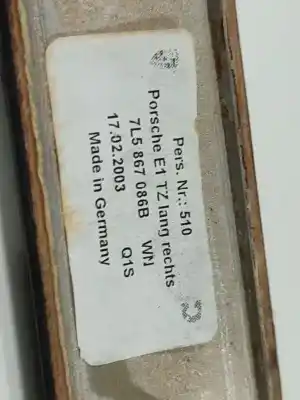 Pers. Nr.: 510
Porsche E1 TZ lang rechts
7L5 867 086B WN
17.02.2003 Q1S
Made in Germany